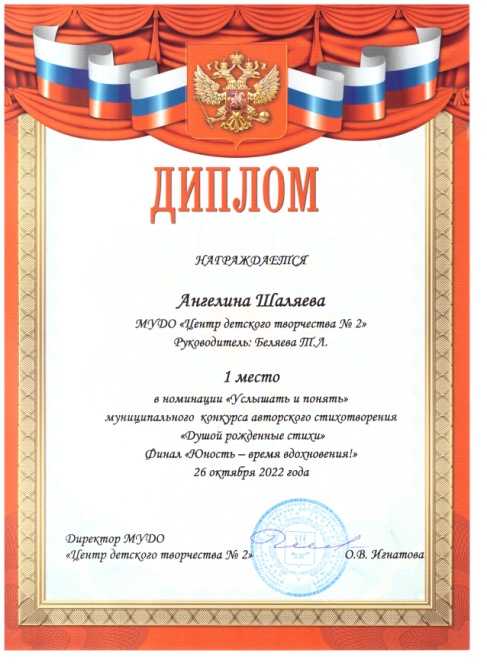 ДИПЛОМ
НАГРАЖДАЕТСЯ
Ангелина Шаляева
МУДО «Центр детского творчества № 2»
Руководитель: Беляева Т.Л.
1 место
в номинации «Услышать и понять»
муниципального конкурса авторского стихотворения
«Душой рожденные стихи»
Финал «Юность – время вдохновения!»
26 октября 2022 года
Директор МУДО
«Центр детского творчества № 2»
О.В. Игнатова